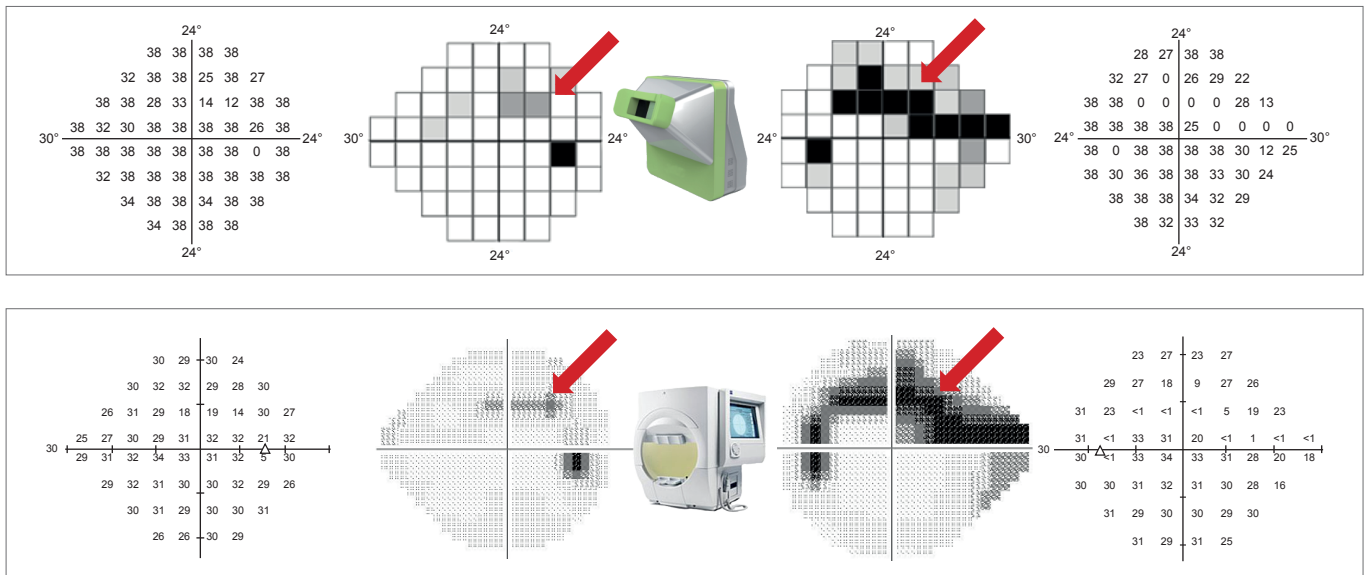 24°
38 38 38 38
32 38 38 25 38 27
38 38 28 33 14 12 38 38
38 32 30 38 38 38 38 26 38
30° 24°
38 38 38 38 38 38 38 0 38
32 38 38 38 38 38 38 38
34 38 38 34 38 38
34 38 38 38
24°
24°
30°
24°
24°
24° 30°
24°
24°
28 27 38 38
32 27 0 26 29 22
38 38 0 0 0 0 28 13
38 38 38 38 25 0 0 0 0
24° 30°
38 0 38 38 38 38 30 12 25
38 30 36 38 38 33 30 24
38 38 38 34 32 29
38 32 33 32
24°
30 29 30 24
30 32 32 29 28 30
26 31 29 18 19 14 30 27
25 27 30 29 31 32 32 21 32
30
29 31 32 34 33 31 32 5 30
29 32 31 30 30 32 29 26
30 31 29 30 30 31
26 26 30 29
23 27 23 27
29 27 18 9 27 26
31 23 <1 <1 <1 5 19 23
31 <1 33 31 20 <1 1 <1 <1
30
30 <1 33 34 33 31 28 20 18
30 30 31 32 31 30 28 16
31 29 30 30 29 30
31 29 31 25